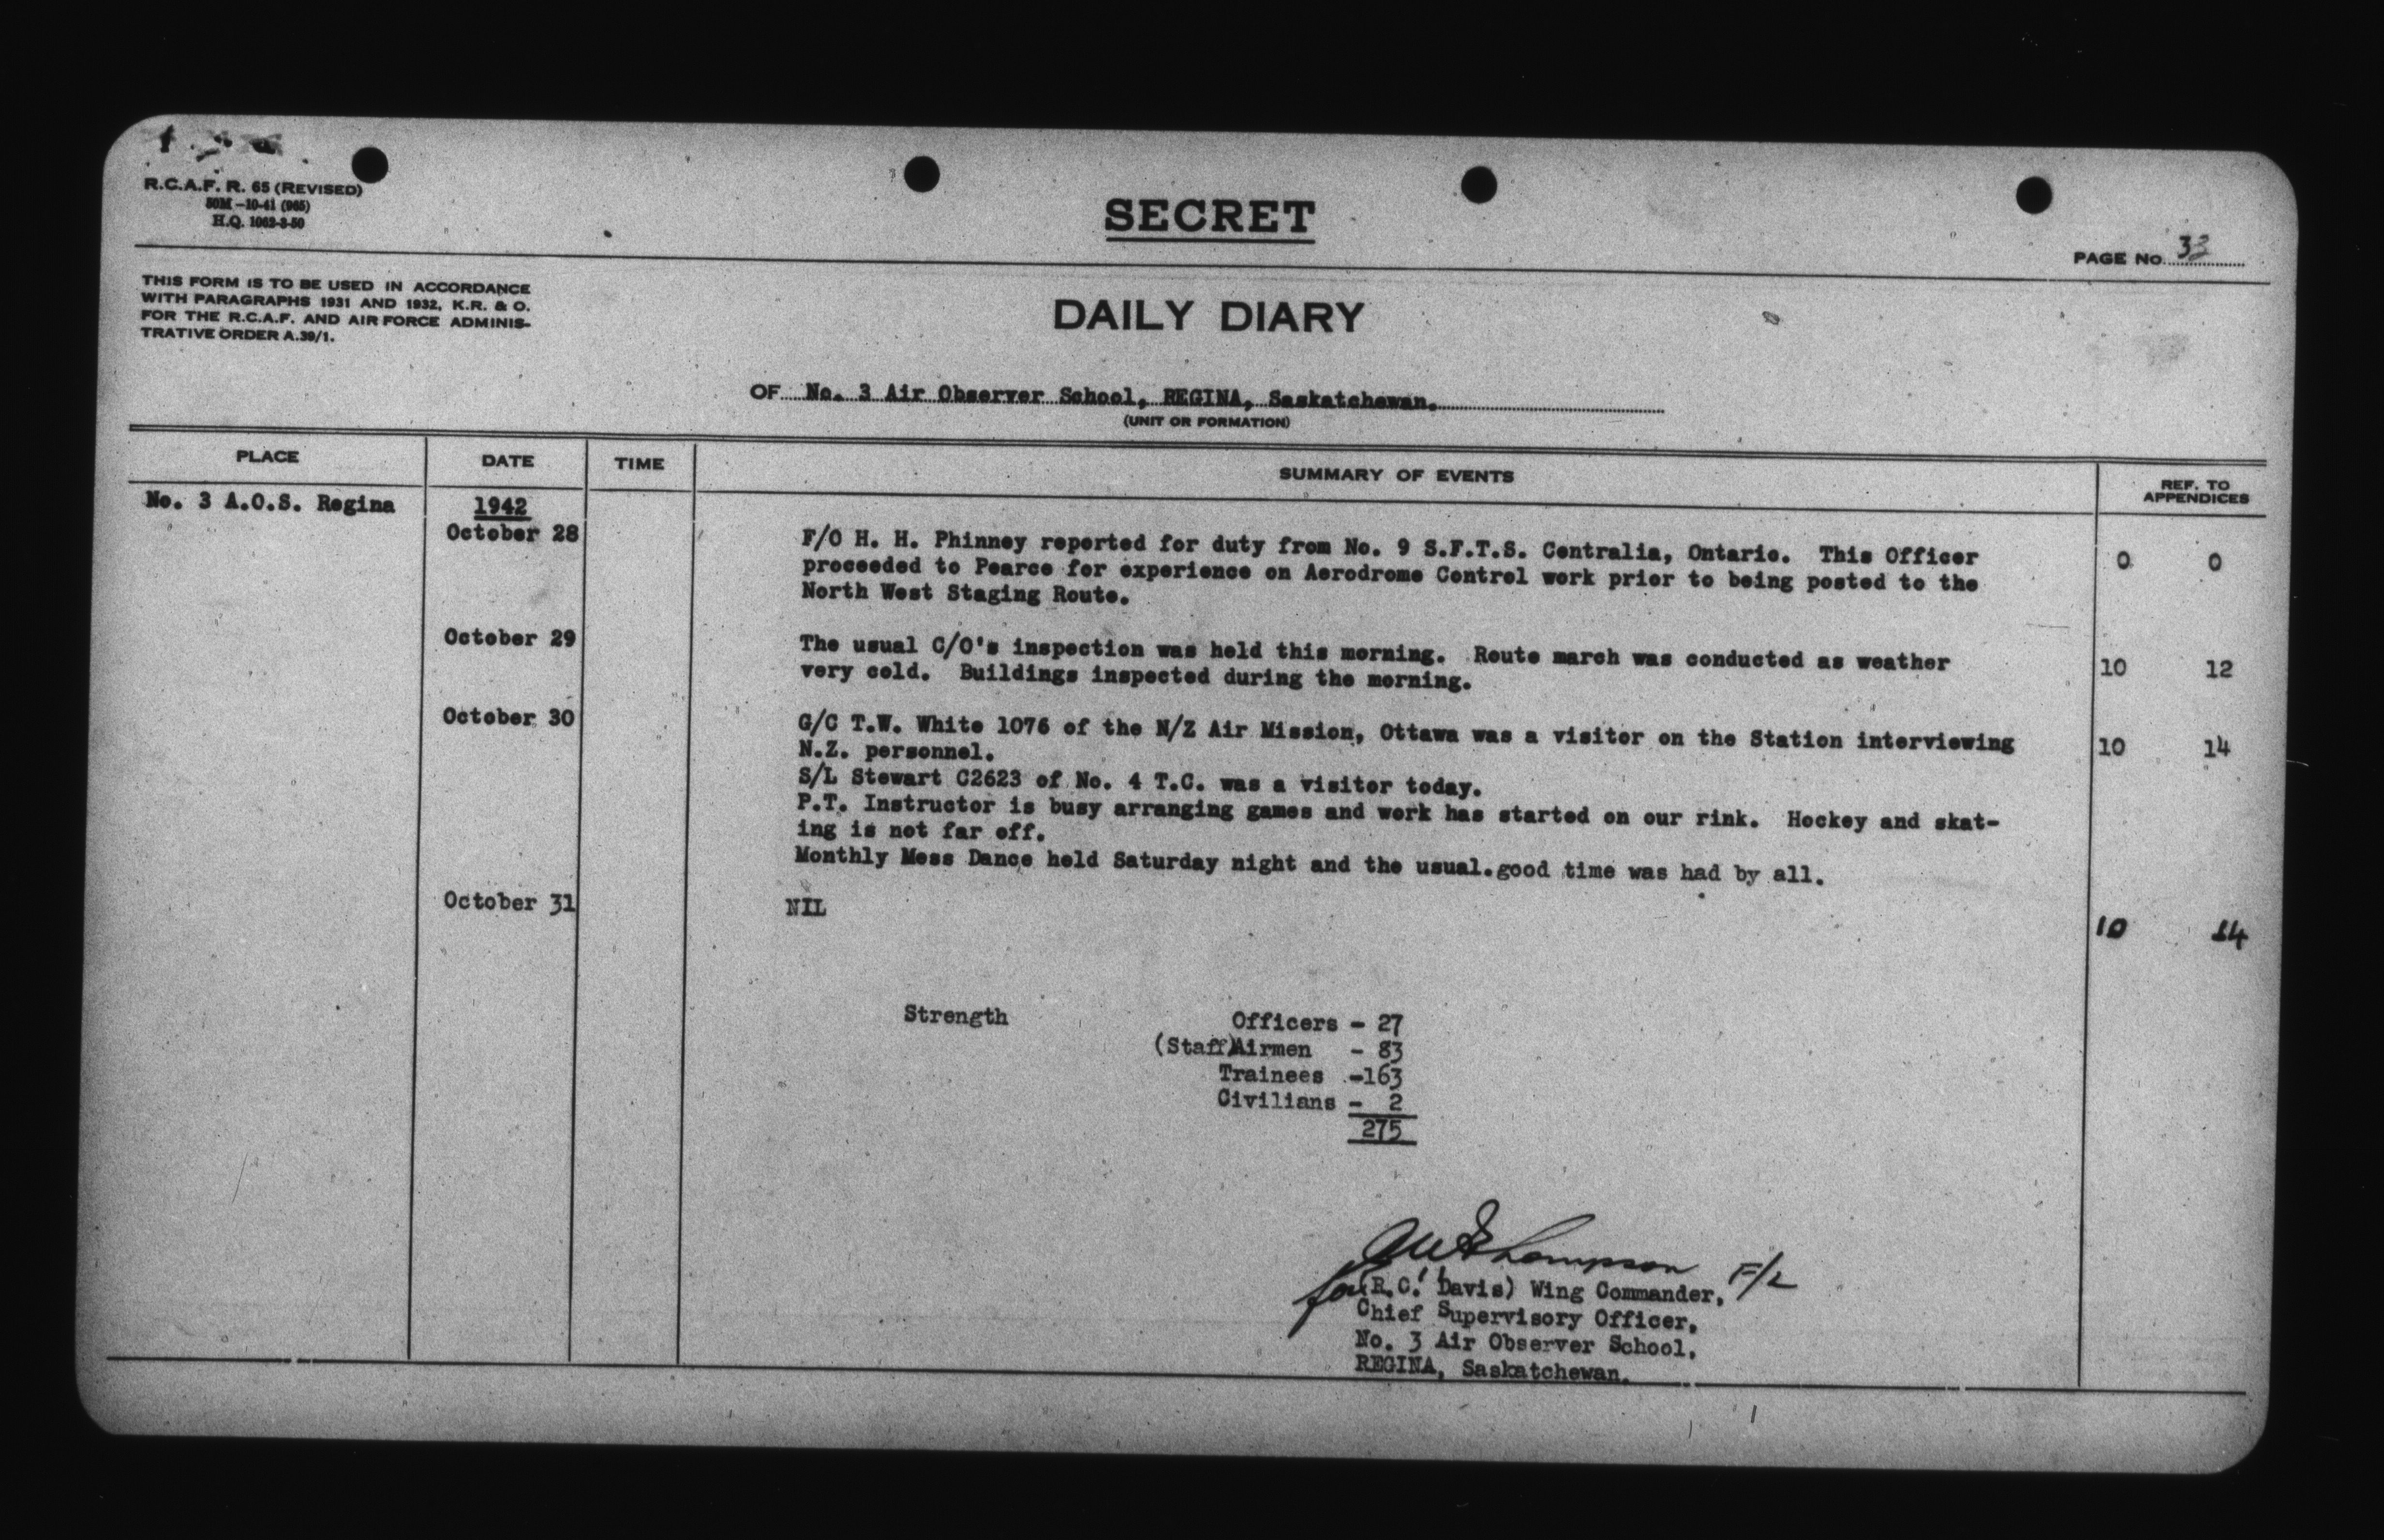 R.C.A.F. R. 65 (REVISED)
50M—10-41 (965)
H.Q. 1062-3-50
SECRET
PAGE No. 33
THIS FORM IS TO BE USED IN ACCORDANCE
WITH PARAGRAPHS 1931 AND 1932, K.R. & O.
FOR THE R.C.A.F. AND AIR FORCE ADMINIS-
TRATIVE ORDER A.39/1.
DAILY DIARY
OF No. 3 Air Observer School, REGINA, Saskatchewan.
(UNIT OR FORMATION)
PLACE DATE TIME SUMMARY OF EVENTS REF. TO APPENDICES
No. 3 A.O.S. Regina 1942
October 28 F/O H. H. Phinney reported for duty from No. 9 S.F.T.S. Centralia, Ontario. This Officer 0 0
proceeded to Pearce for experience on Aerodrome Control work prior to being posted to the
North West Staging Route.
October 29 The usual C/O's inspection was held this morning. Route march was conducted as weather 10 12
very cold. Buildings inspected during the morning.
October 30 G/C T.W. White 1076 of the N/Z Air Mission, Ottawa was a visitor on the Station interviewing 10 14
N.Z. personnel.
S/L Stewart C2623 of No. 4 T.C. was a visitor today.
P.T. Instructor is busy arranging games and work has started on our rink. Hockey and skat-
ing is not far off.
Monthly Mess Dance held Saturday night and the usual.good time was had by all.
October 31 NIL 10 14
Strength Officers - 27
(Staff)Airmen - 83
Trainees -163
Civilians - 2
275
Thompson F/L
for (R.C. Davis) Wing Commander,
Chief Supervisory Officer,
No. 3 Air Observer School,
REGINA, Saskatchewan.